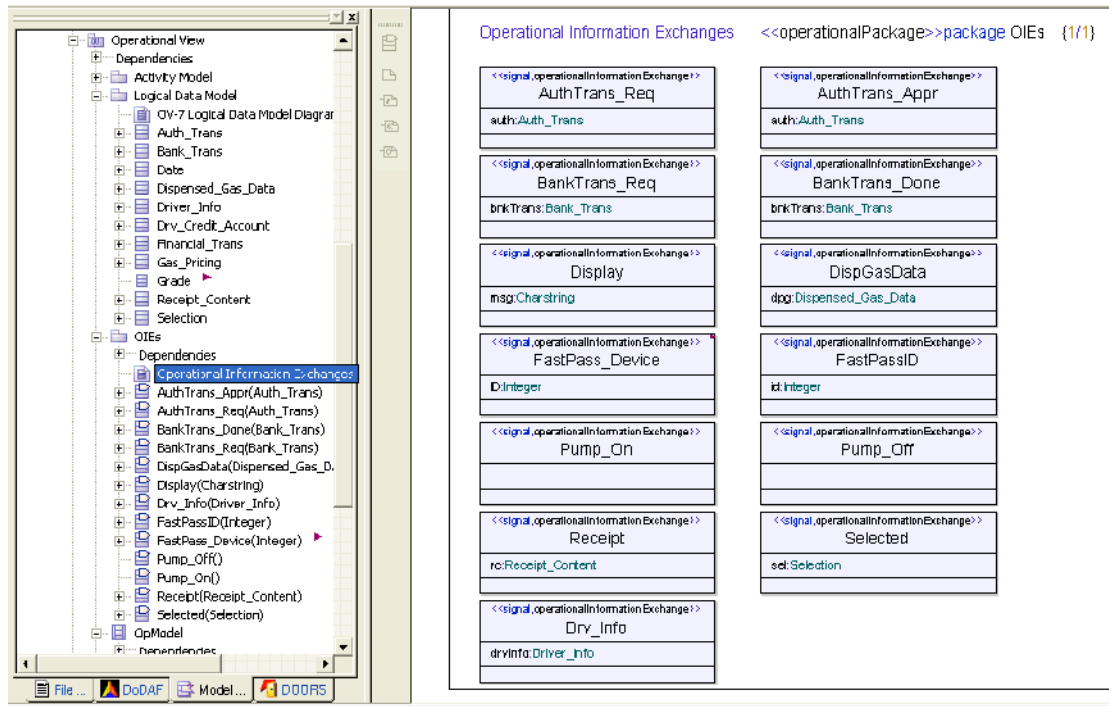 Operational View
Dependencies
Activity Model
Logical Data Model
OV-7 Logical Data Model Diagrar
Auth_Trans
Bank_Trans
Date
Dispensed_Gas_Data
Driver_Info
Drv_Credit_Account
Financial_Trans
Gas_Pricing
Grade
Receipt_Content
Selection
OIEs
Dependencies
Operational Information Exchanges
AuthTrans_Appr(Auth_Trans)
AuthTrans_Req(Auth_Trans)
BankTrans_Done(Bank_Trans)
BankTrans_Req(Bank_Trans)
DispGasData(Dispensed_Gas_D.
Display(Charstring)
Drv_Info(Driver_Info)
FastPassID(Integer)
FastPass_Device(Integer)
Pump_Off()
Pump_On()
Receipt(Receipt_Content)
Selected(Selection)
OpModel
Dependencies
File ... DoDAF Model ... DOORS
Operational Information Exchanges <<operationalPackage>>package OIEs {1/1}
<<signal,operationalInformationExchange>>
AuthTrans_Req
auth:Auth_Trans
<<signal,operationalInformationExchange>>
AuthTrans_Appr
auth:Auth_Trans
<<signal,operationalInformationExchange>>
BankTrans_Req
bnkTrans:Bank_Trans
<<signal,operationalInformationExchange>>
BankTrans_Done
bnkTrans:Bank_Trans
<<signal,operationalInformationExchange>>
Display
msg:Charstring
<<signal,operationalInformationExchange>>
DispGasData
dpg:Dispensed_Gas_Data
<<signal,operationalInformationExchange>>
FastPass_Device
ID:Integer
<<signal,operationalInformationExchange>>
FastPassID
id:Integer
<<signal,operationalInformationExchange>>
Pump_On
<<signal,operationalInformationExchange>>
Pump_Off
<<signal,operationalInformationExchange>>
Receipt
rc:Receipt_Content
<<signal,operationalInformationExchange>>
Selected
sel:Selection
<<signal,operationalInformationExchange>>
Drv_Info
drvInfo:Driver_Info